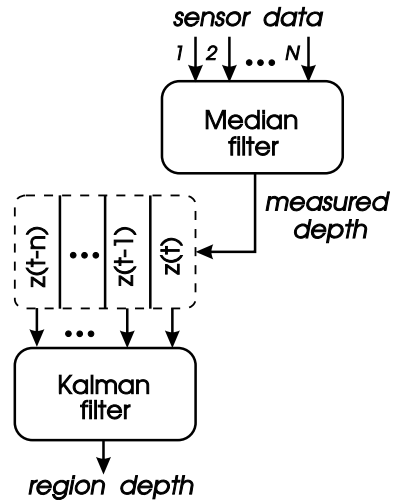 sensor data
1 2 ... N
Median
filter
measured
depth
z(t-n) ... z(t-1) z(t)
...
Kalman
filter
region depth